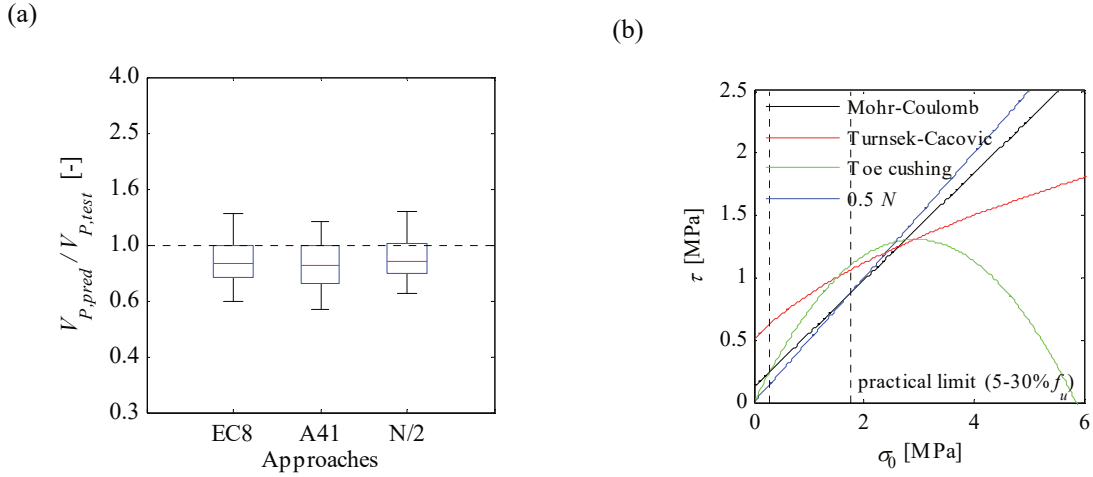 (a)
4.0
2.5
1.6
1.0
0.6
0.4
0.3
V_{P,pred} / V_{P,test} [-]
EC8 A41 N/2
Approaches
(b)
2.5
2
1.5
1
0.5
0
τ [MPa]
Mohr-Coulomb
Turnsek-Cacovic
Toe cushing
0.5 N
practical limit (5-30% f_u)
0 2 4 6
σ_0 [MPa]